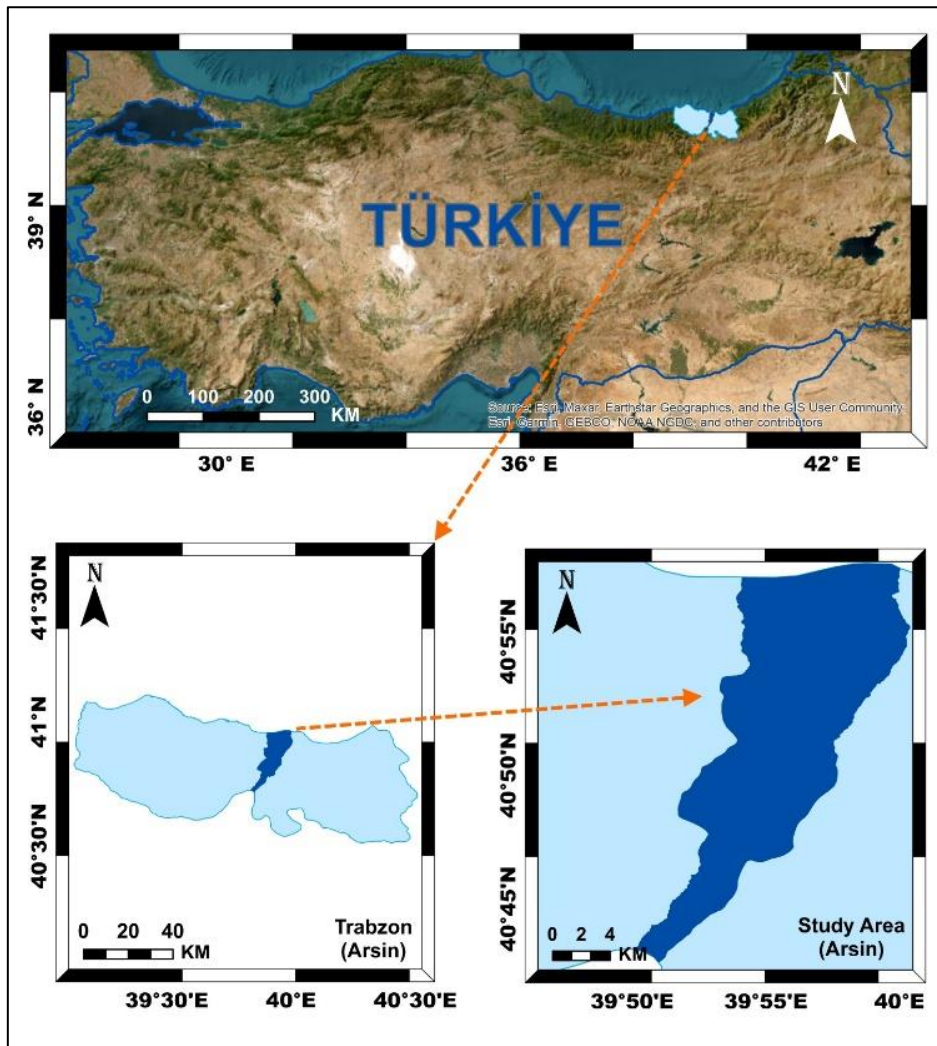 N
TÜRKİYE
39° N
36° N
0 100 200 300
KM
Source: Esri, Maxar, Earthstar Geographics, and the GIS User Community
Esri, Garmin, GEBCO, NOAA NGDC, and other contributors
30° E 36° E 42° E
N
41°30'N
41°N
40°30'N
0 20 40
KM
Trabzon
(Arsin)
39°30'E 40°E 40°30'E
N
40°55'N
40°50'N
40°45'N
0 2 4
KM
Study Area
(Arsin)
39°50'E 39°55'E 40°E